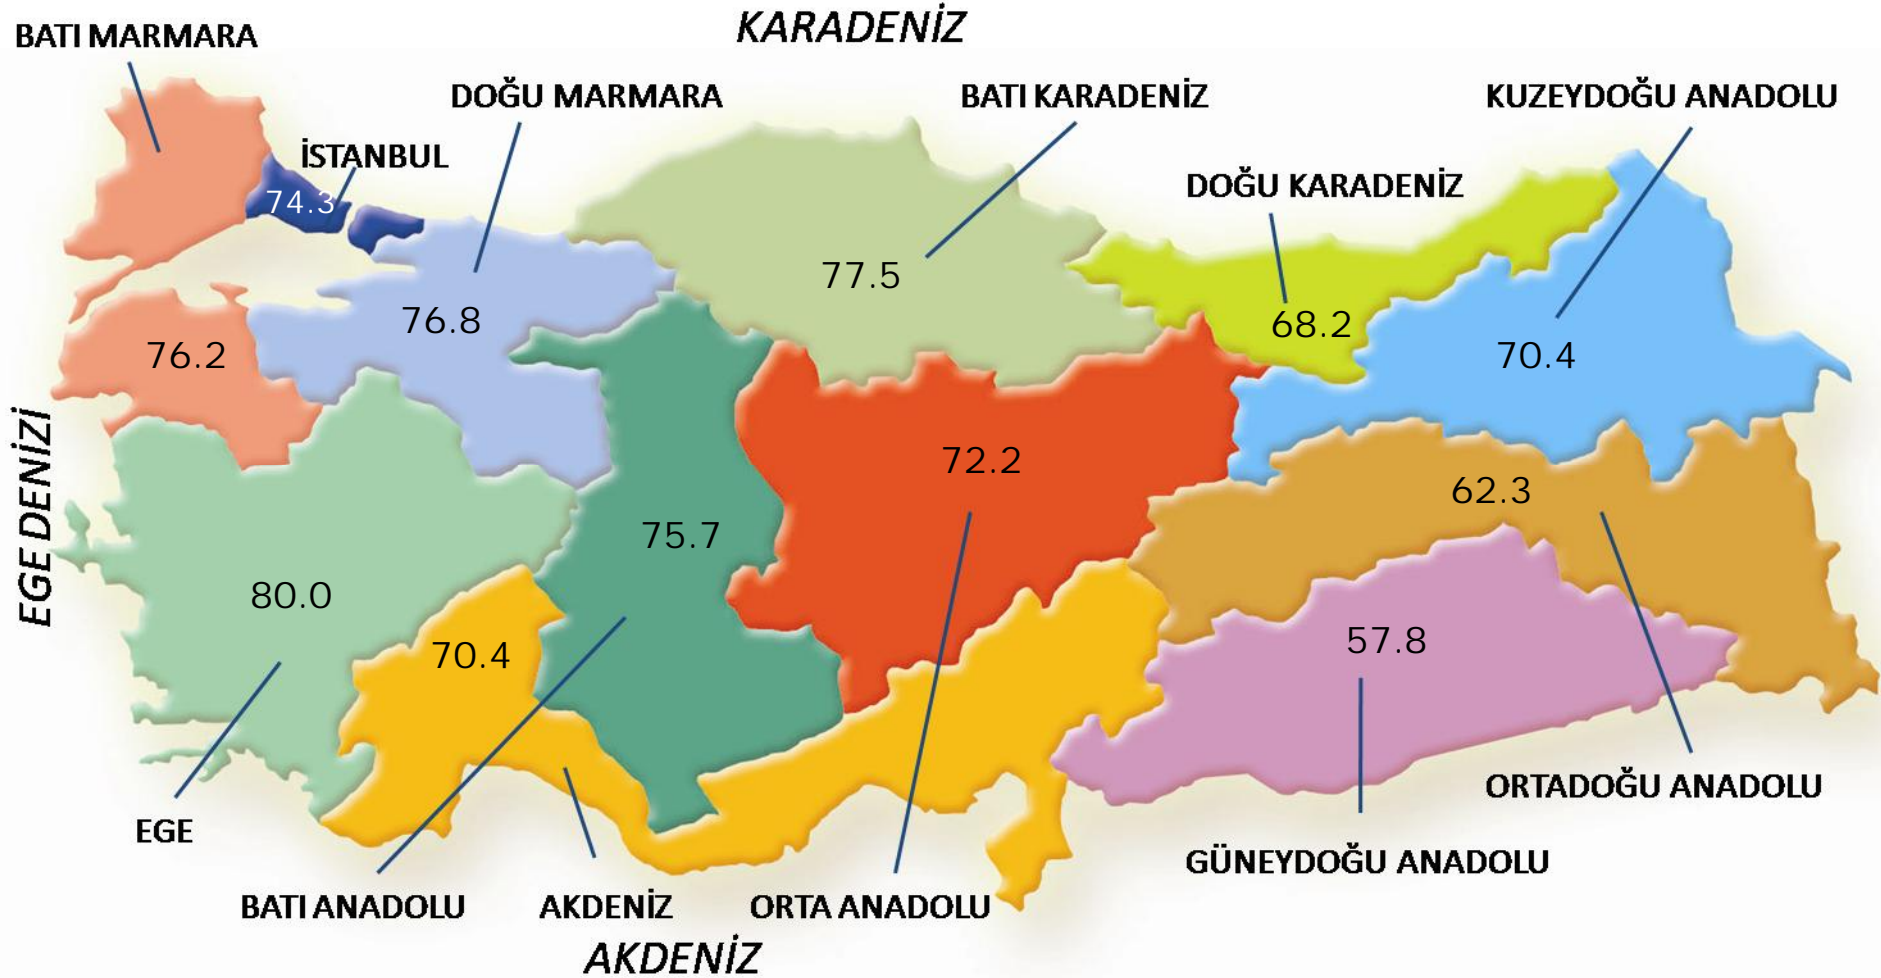 KARADENİZ
BATI MARMARA
DOĞU MARMARA
BATI KARADENİZ
KUZEYDOĞU ANADOLU
İSTANBUL
DOĞU KARADENİZ
74.3
77.5
76.8
68.2
76.2
70.4
EGE DENİZİ
72.2
62.3
75.7
80.0
70.4
57.8
ORTADOĞU ANADOLU
EGE
GÜNEYDOĞU ANADOLU
BATI ANADOLU
AKDENİZ
ORTA ANADOLU
AKDENİZ